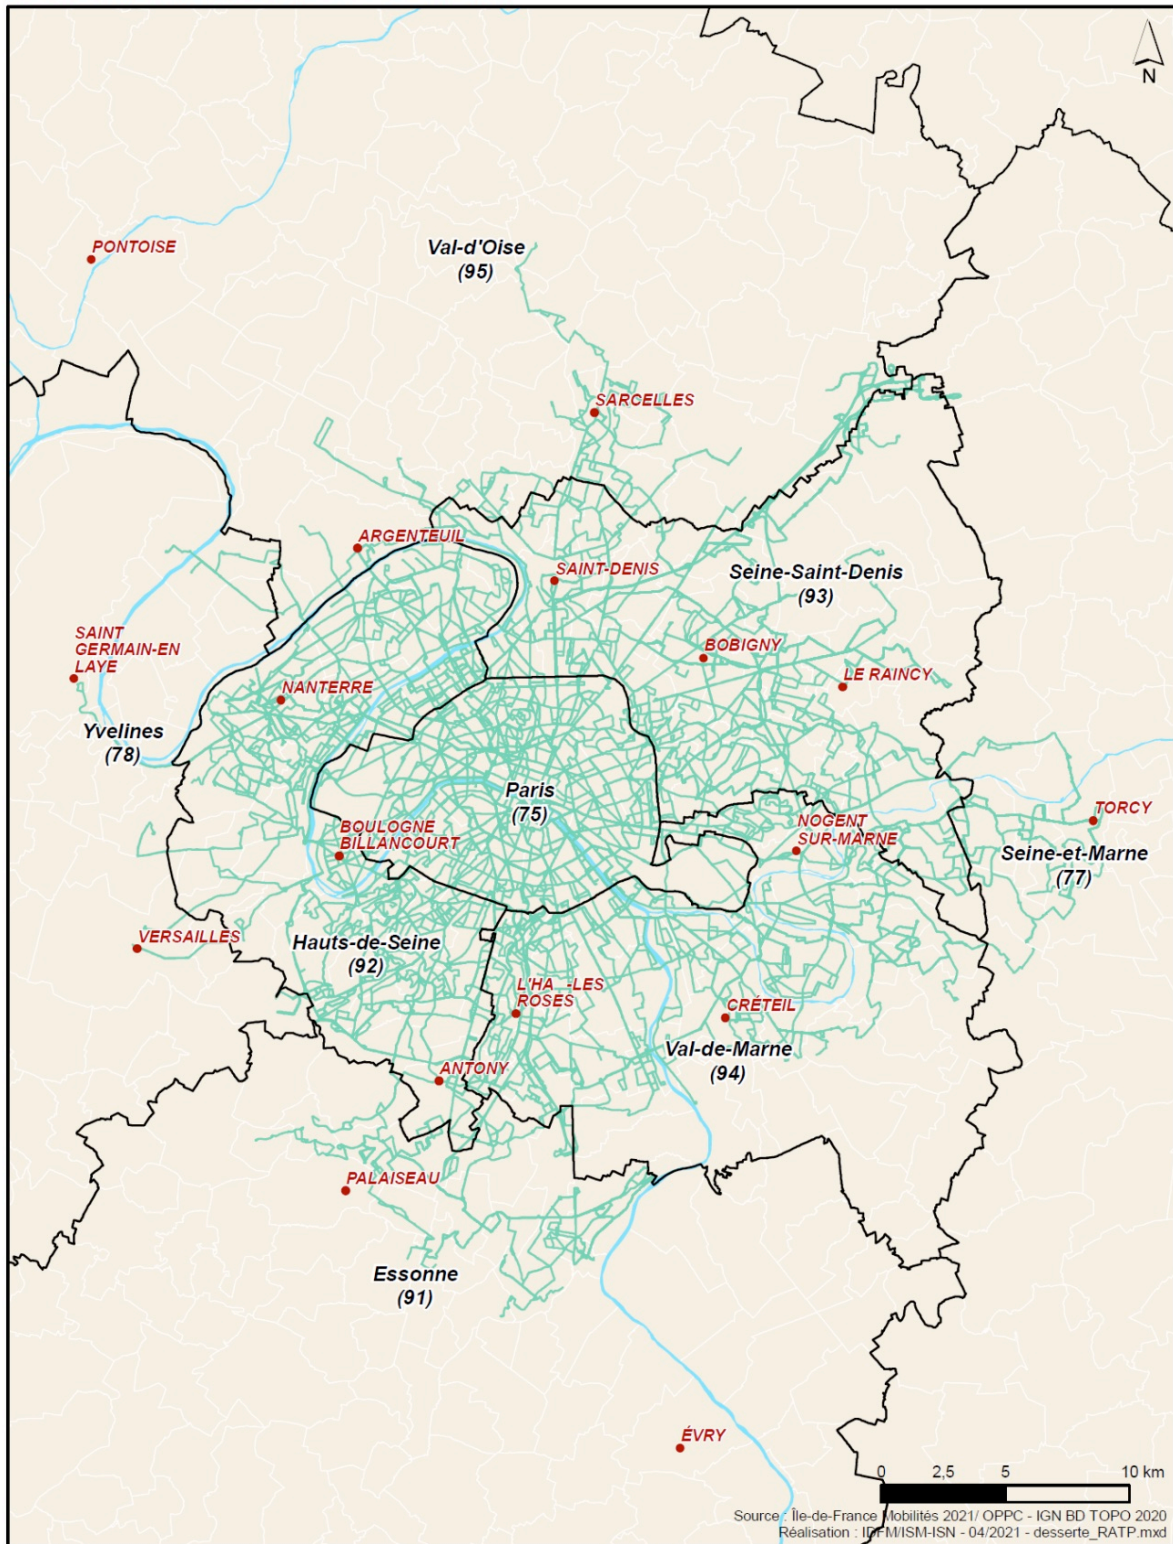 N
PONTOISE
Val-d'Oise
(95)
SARCELLES
ARGENTEUIL
SAINT-DENIS
Seine-Saint-Denis
(93)
SAINT
GERMAIN-EN
LAYE
BOBIGNY
LE RAINCY
NANTERRE
Yvelines
(78)
Paris
(75)
BOULOGNE
BILLANCOURT
NOGENT
SUR-MARNE
TORCY
Seine-et-Marne
(77)
VERSAILLES
Hauts-de-Seine
(92)
L'HA -LES
ROSES
CRÉTEIL
Val-de-Marne
(94)
ANTONY
PALAISEAU
Essonne
(91)
ÉVRY
0 2,5 5 10 km
Source : Île-de-France Mobilités 2021/ OPPC - IGN BD TOPO 2020
Réalisation : IDFM/ISM-ISN - 04/2021 - desserte_RATP.mxd